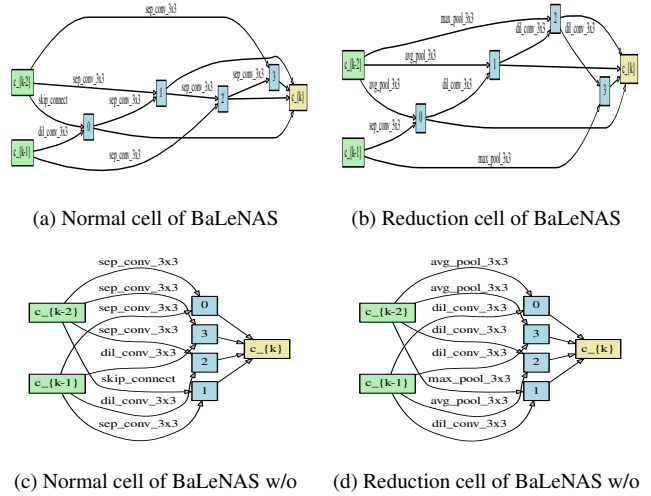 sep_conv_3x3
c_{k-2}
sep_conv_3x3
skip_connect
dil_conv_3x3
c_{k-1}
0
sep_conv_3x3
1
sep_conv_3x3
sep_conv_3x3
2
sep_conv_3x3
3
c_{k}
(a) Normal cell of BaLeNAS
max_pool_3x3
c_{k-2}
avg_pool_3x3
avg_pool_3x3
sep_conv_3x3
c_{k-1}
0
dil_conv_3x3
1
dil_conv_3x3
2
dil_conv_3x3
3
max_pool_3x3
c_{k}
(b) Reduction cell of BaLeNAS
sep_conv_3x3
sep_conv_3x3
c_{k-2}
sep_conv_3x3
sep_conv_3x3
dil_conv_3x3
c_{k-1}
skip_connect
dil_conv_3x3
sep_conv_3x3
0
3
2
1
c_{k}
(c) Normal cell of BaLeNAS w/o
avg_pool_3x3
avg_pool_3x3
c_{k-2}
dil_conv_3x3
dil_conv_3x3
dil_conv_3x3
c_{k-1}
max_pool_3x3
avg_pool_3x3
dil_conv_3x3
0
3
2
1
c_{k}
(d) Reduction cell of BaLeNAS w/o